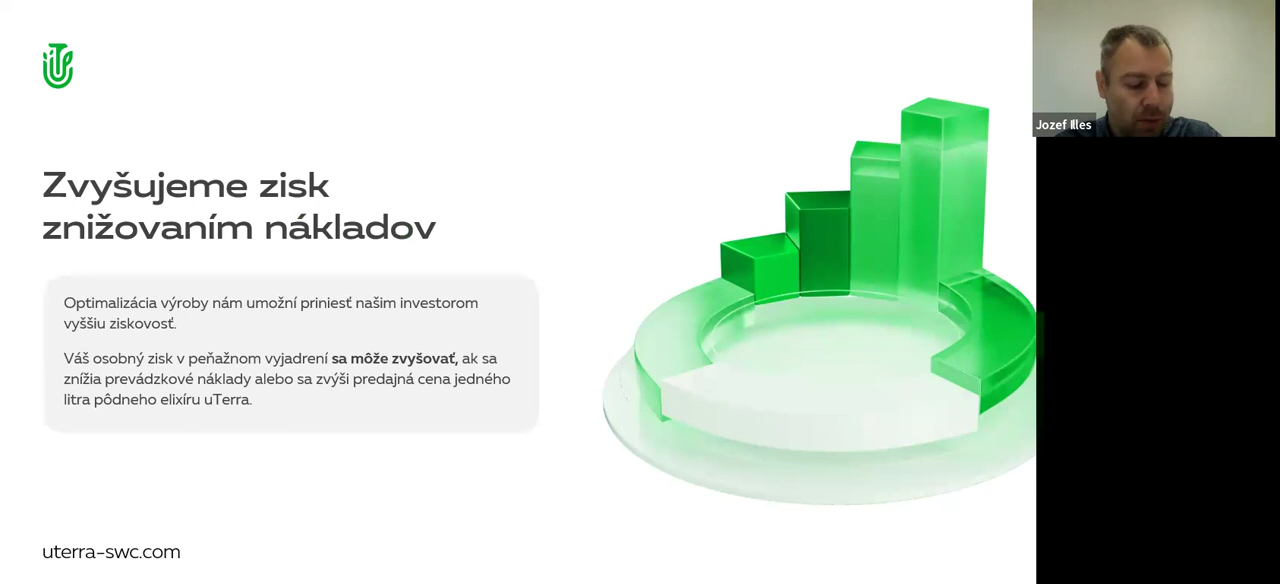 Zvyšujeme zisk
znižovaním nákladov
Optimalizácia výroby nám umožní priniesť našim investorom
vyššiu ziskovosť.
Váš osobný zisk v peňažnom vyjadrení sa môže zvyšovať, ak sa
znížia prevádzkové náklady alebo sa zvýši predajná cena jedného
litra pôdneho elixíru uTerra.
uterra-swc.com
Jozef Illes